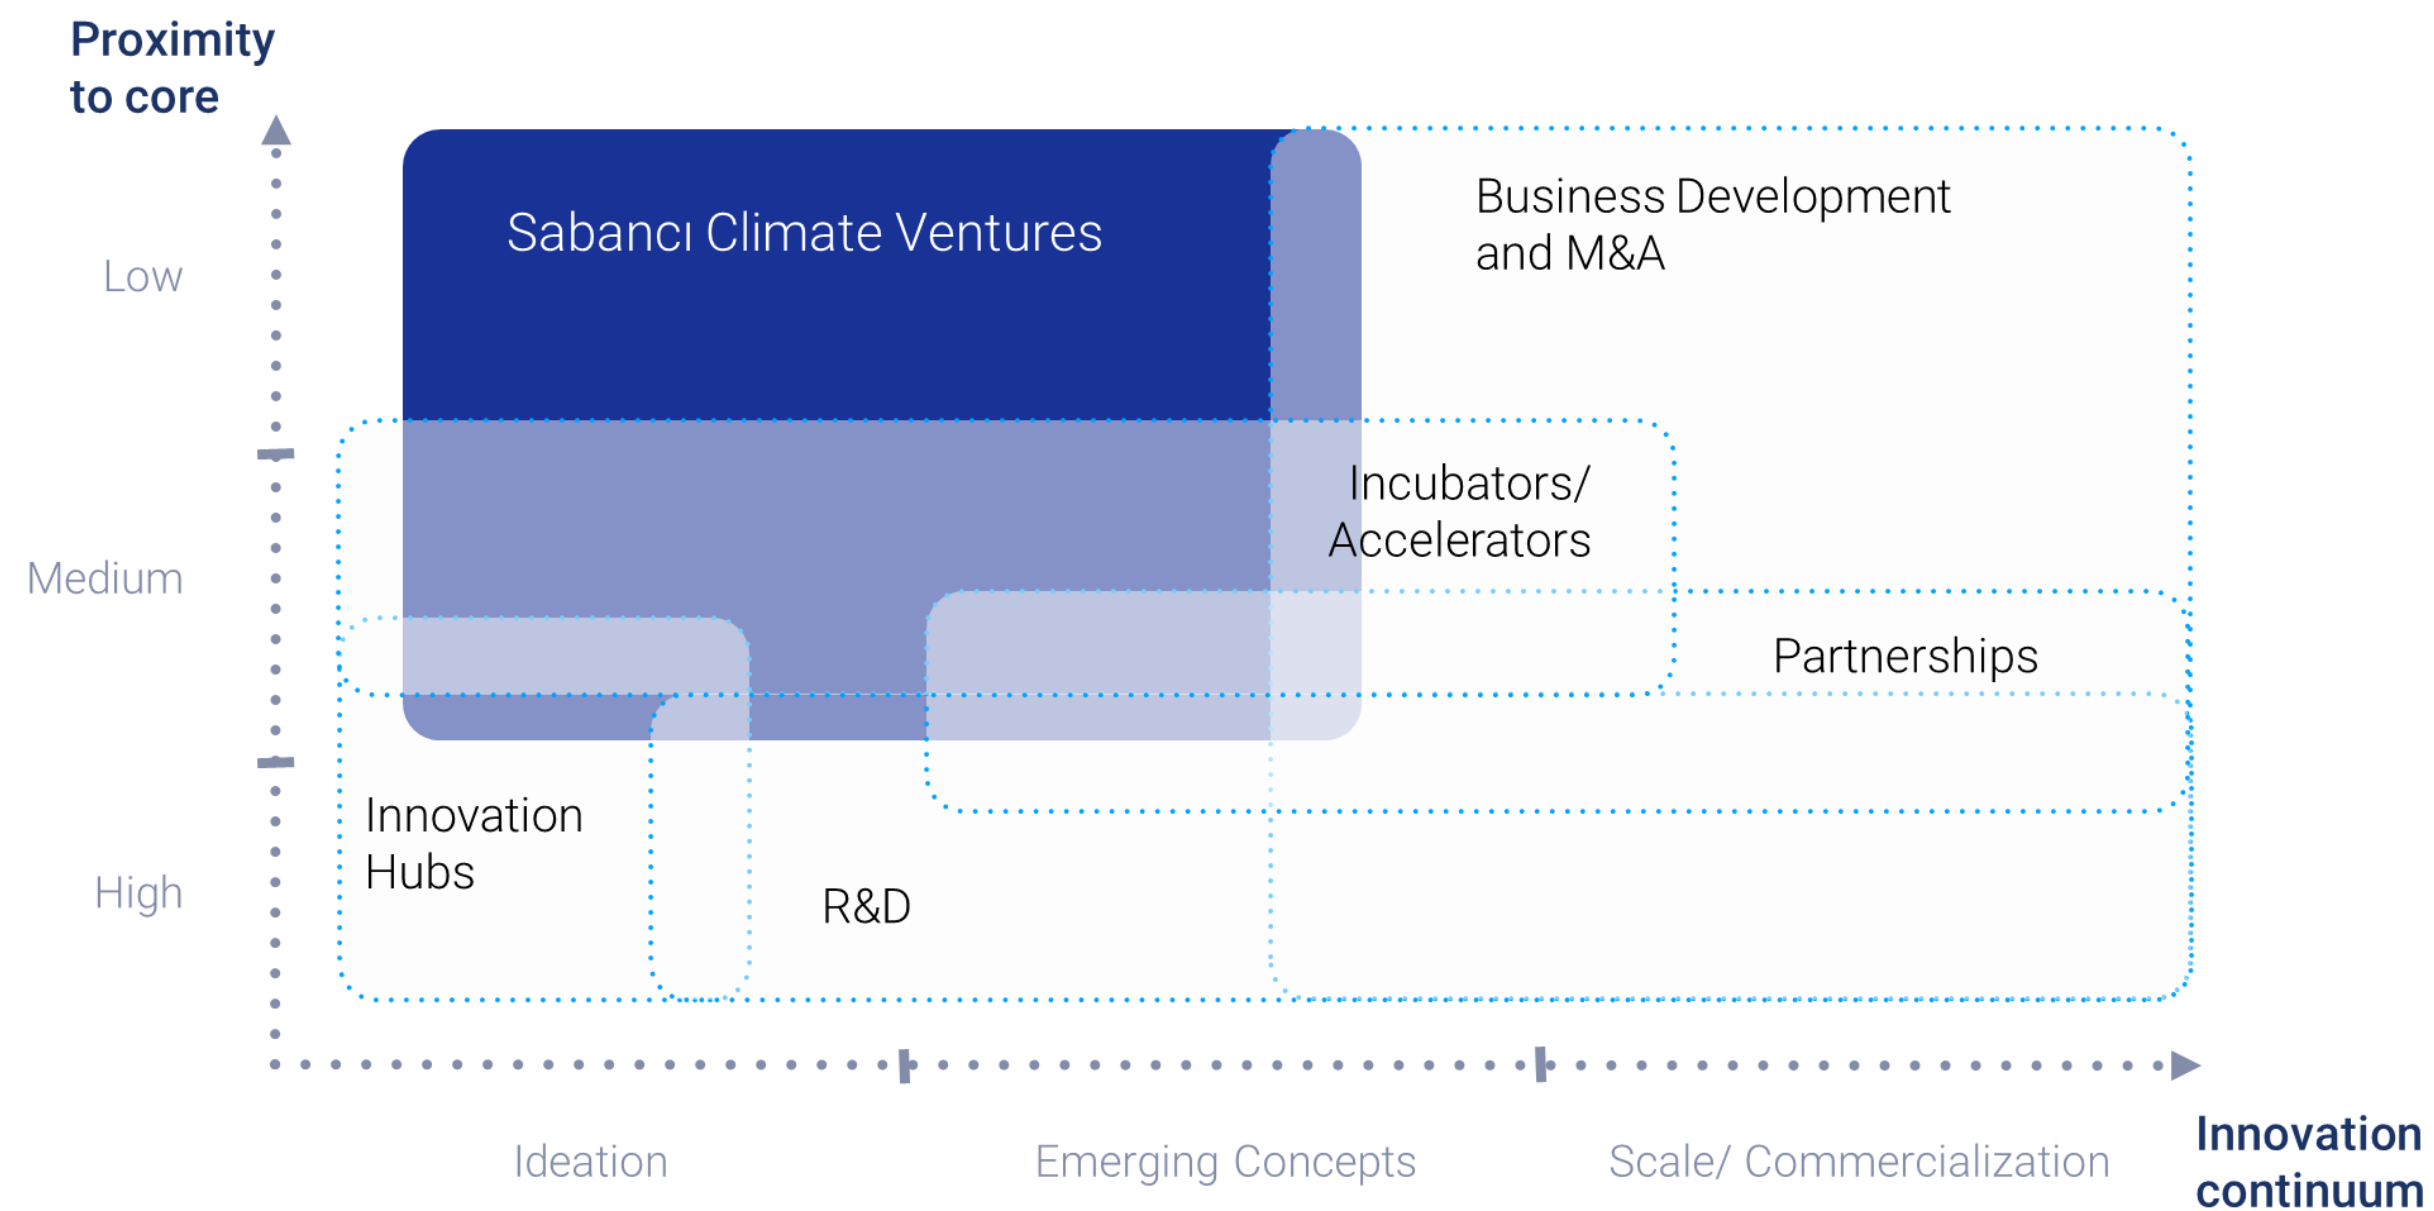 Proximity
to core
Sabancı Climate Ventures
Business Development
and M&A
Low
Incubators/
Accelerators
Medium
Partnerships
Innovation
Hubs
High
R&D
Ideation
Emerging Concepts
Scale/ Commercialization
Innovation
continuum